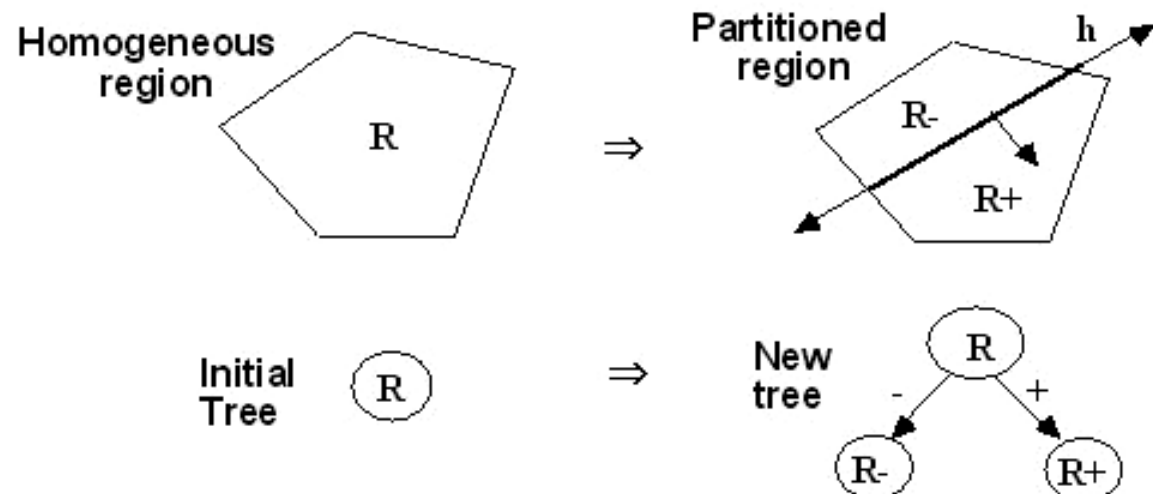 Homogeneous
region
R
⇒
Partitioned
region
h
R-
R+
Initial
Tree
R
⇒
New
tree
R
-
+
R-
R+